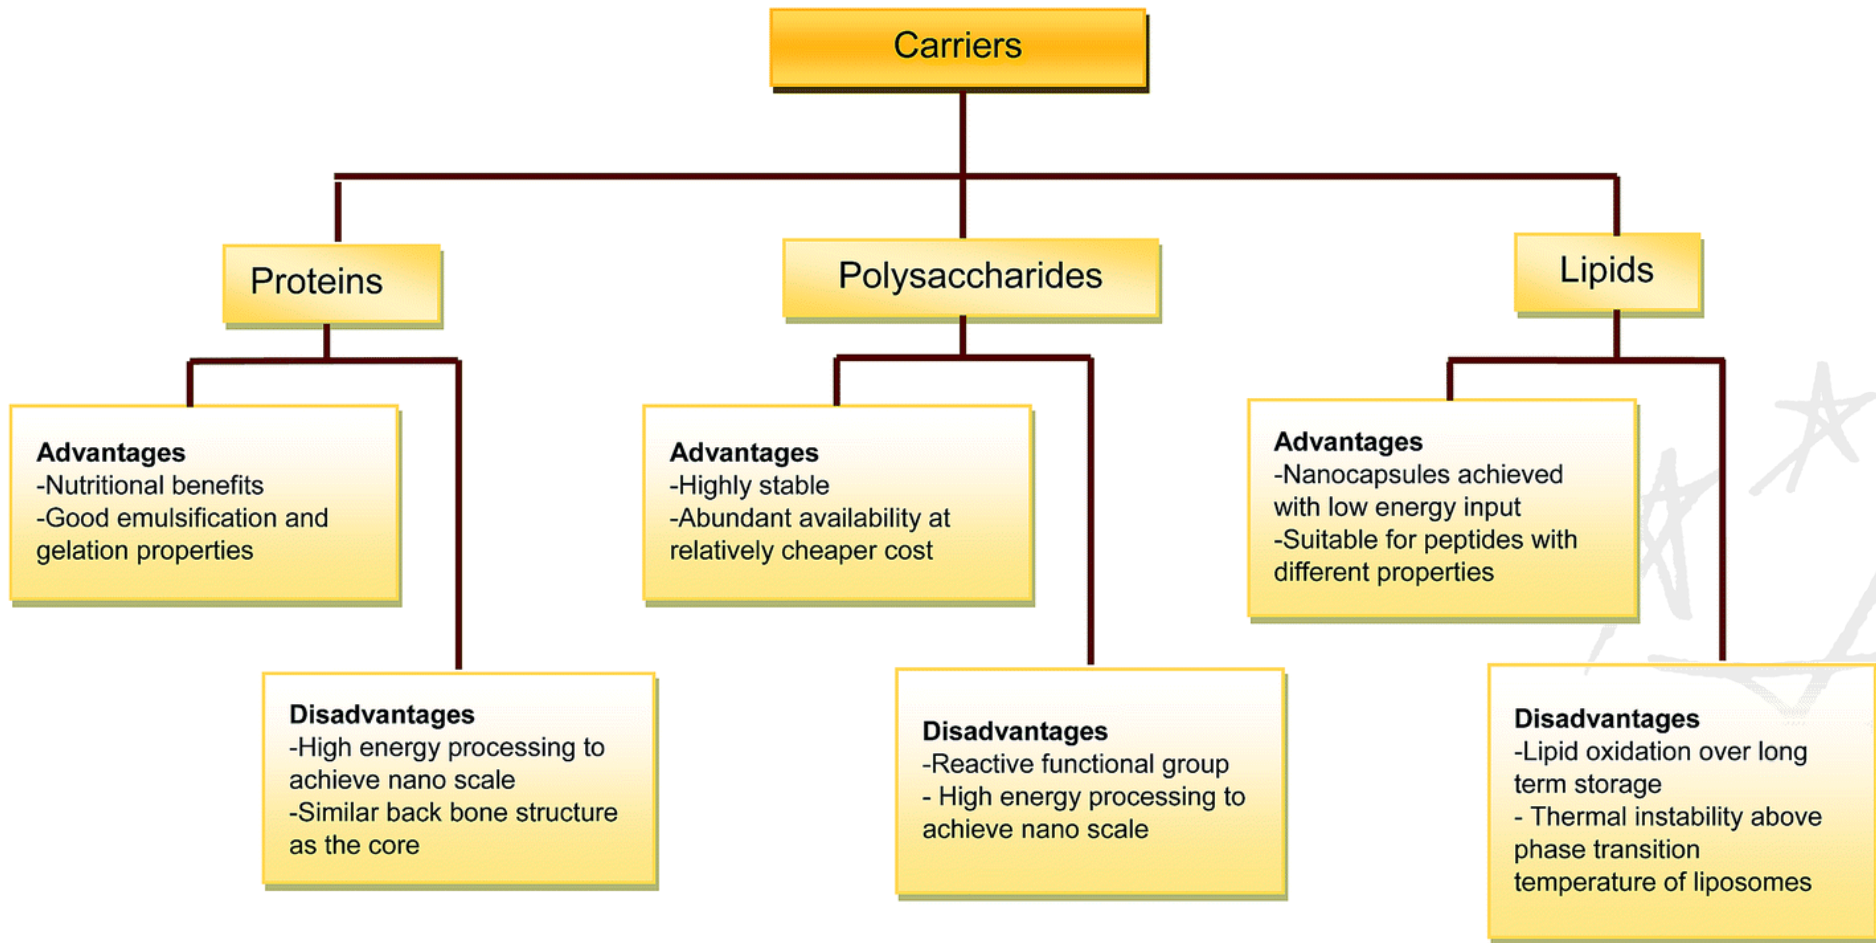 Carriers
Proteins
Polysaccharides
Lipids
Advantages
-Nutritional benefits
-Good emulsification and
gelation properties
Advantages
-Highly stable
-Abundant availability at
relatively cheaper cost
Advantages
-Nanocapsules achieved
with low energy input
-Suitable for peptides with
different properties
Disadvantages
-High energy processing to
achieve nano scale
-Similar back bone structure
as the core
Disadvantages
-Reactive functional group
- High energy processing to
achieve nano scale
Disadvantages
-Lipid oxidation over long
term storage
- Thermal instability above
phase transition
temperature of liposomes